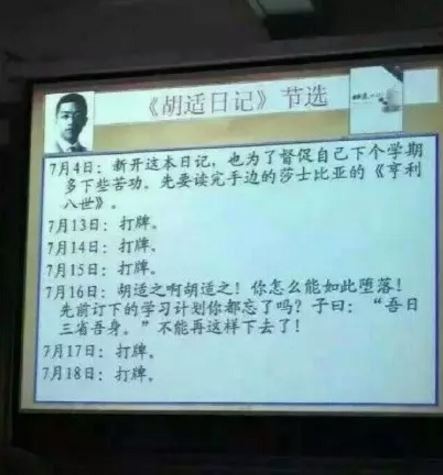 《胡适日记》节选
7月4日：新开这本日记，也为了督促自己下个学期
多下些苦功。先要读完手边的莎士比亚的《亨利
八世》。
7月13日：打牌。
7月14日：打牌。
7月15日：打牌。
7月16日：胡适之啊胡适之！你怎么能如此堕落！
先前订下的学习计划你都忘了吗？子曰：“吾日
三省吾身。”不能再这样下去了！
7月17日：打牌。
7月18日：打牌。